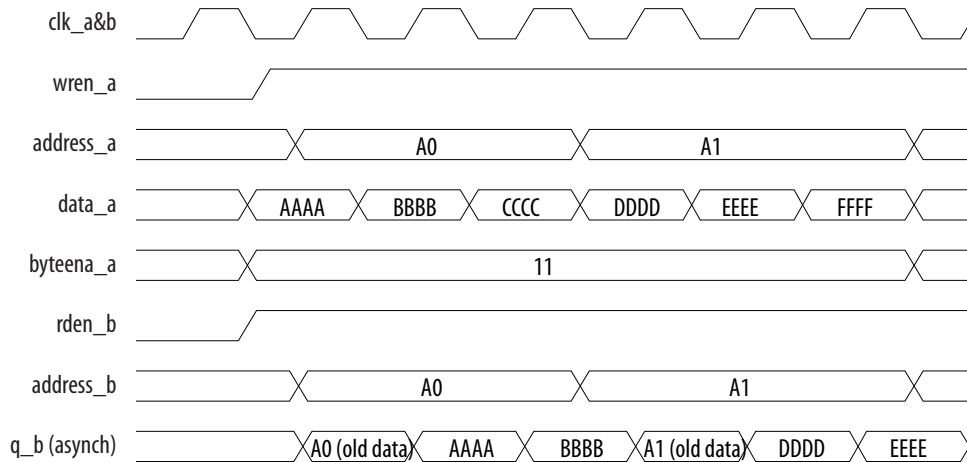 clk_a&b
wren_a
address_a A0 A1
data_a AAAA BBBB CCCC DDDD EEEE FFFF
byteena_a 11
rden_b
address_b A0 A1
q_b (asynch) A0 (old data) AAAA BBBB A1 (old data) DDDD EEEE